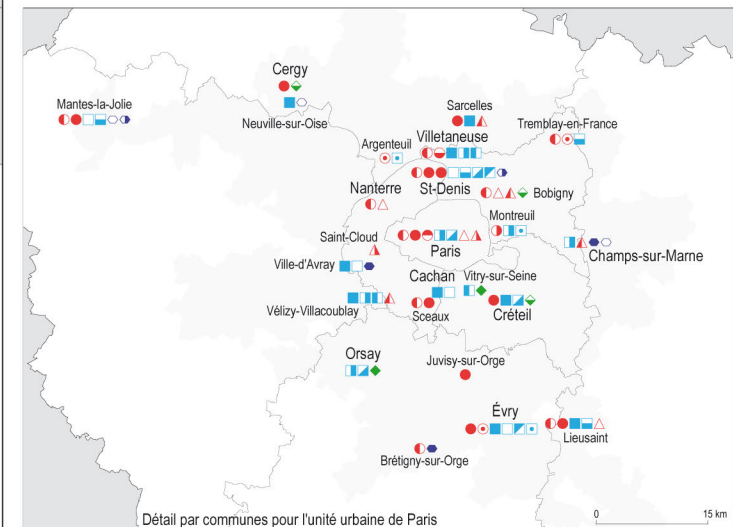 Cergy
Mantes-la-Jolie
Sarcelles
Neuville-sur-Oise
Tremblay-en-France
Villetaneuse
Argenteuil
Nanterre
St-Denis
Bobigny
Montreuil
Saint-Cloud
Paris
Champs-sur-Marne
Ville-d'Avray
Cachan
Vitry-sur-Seine
Vélizy-Villacoublay
Sceaux
Créteil
Orsay
Juvisy-sur-Orge
Évry
Lieusaint
Brétigny-sur-Orge
Détail par communes pour l'unité urbaine de Paris
0 15 km